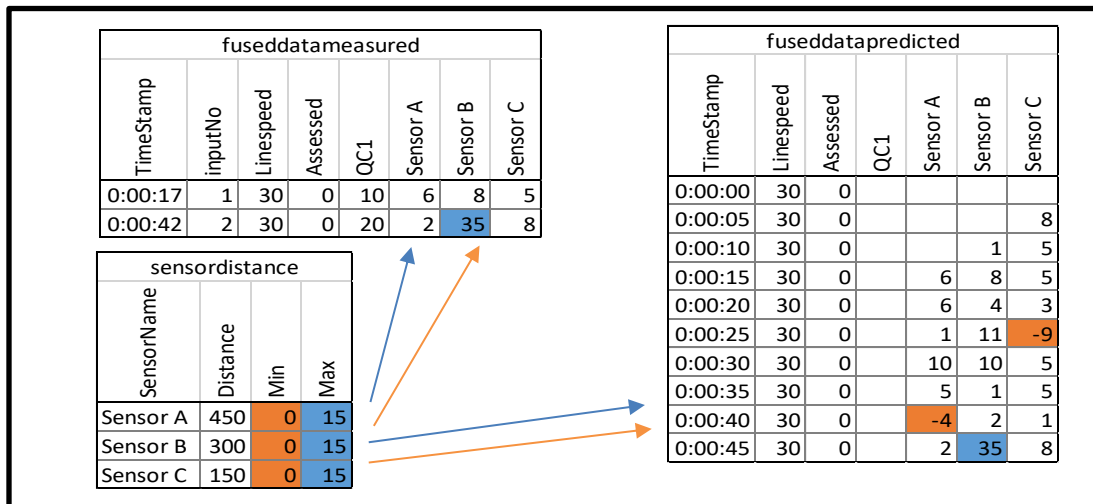 fuseddatameasured
TimeStamp inputNo Linespeed Assessed QC1 Sensor A Sensor B Sensor C
0:00:17 1 30 0 10 6 8 5
0:00:42 2 30 0 20 2 35 8
sensordistance
SensorName Distance Min Max
Sensor A 450 0 15
Sensor B 300 0 15
Sensor C 150 0 15
fuseddatapredicted
TimeStamp Linespeed Assessed QC1 Sensor A Sensor B Sensor C
0:00:00 30 0
0:00:05 30 0 8
0:00:10 30 0 1 5
0:00:15 30 0 6 8 5
0:00:20 30 0 6 4 3
0:00:25 30 0 1 11 -9
0:00:30 30 0 10 10 5
0:00:35 30 0 5 1 5
0:00:40 30 0 -4 2 1
0:00:45 30 0 2 35 8